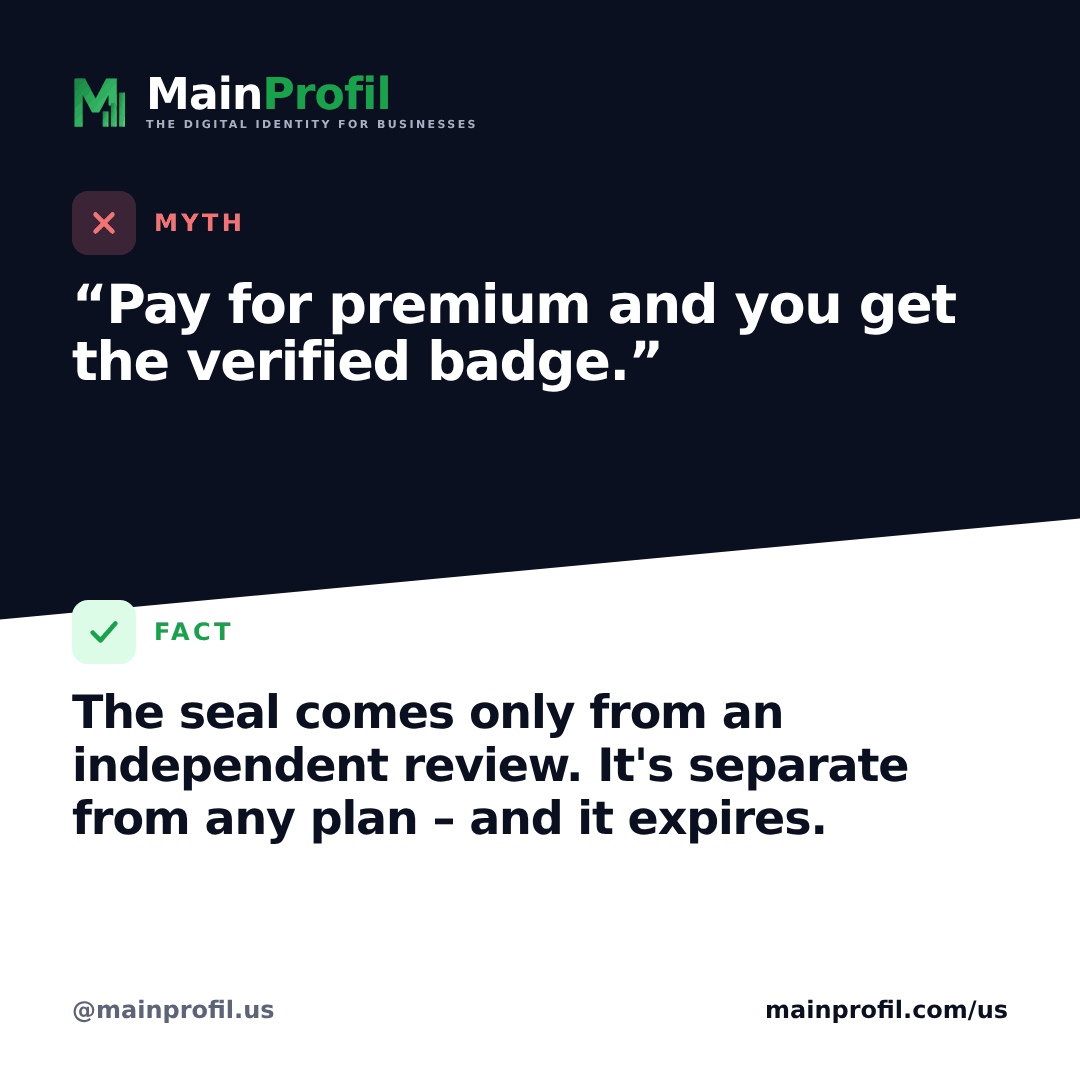 MainProfil
THE DIGITAL IDENTITY FOR BUSINESSES
MYTH
“Pay for premium and you get
the verified badge.”
FACT
The seal comes only from an
independent review. It's separate
from any plan – and it expires.
@mainprofil.us
mainprofil.com/us